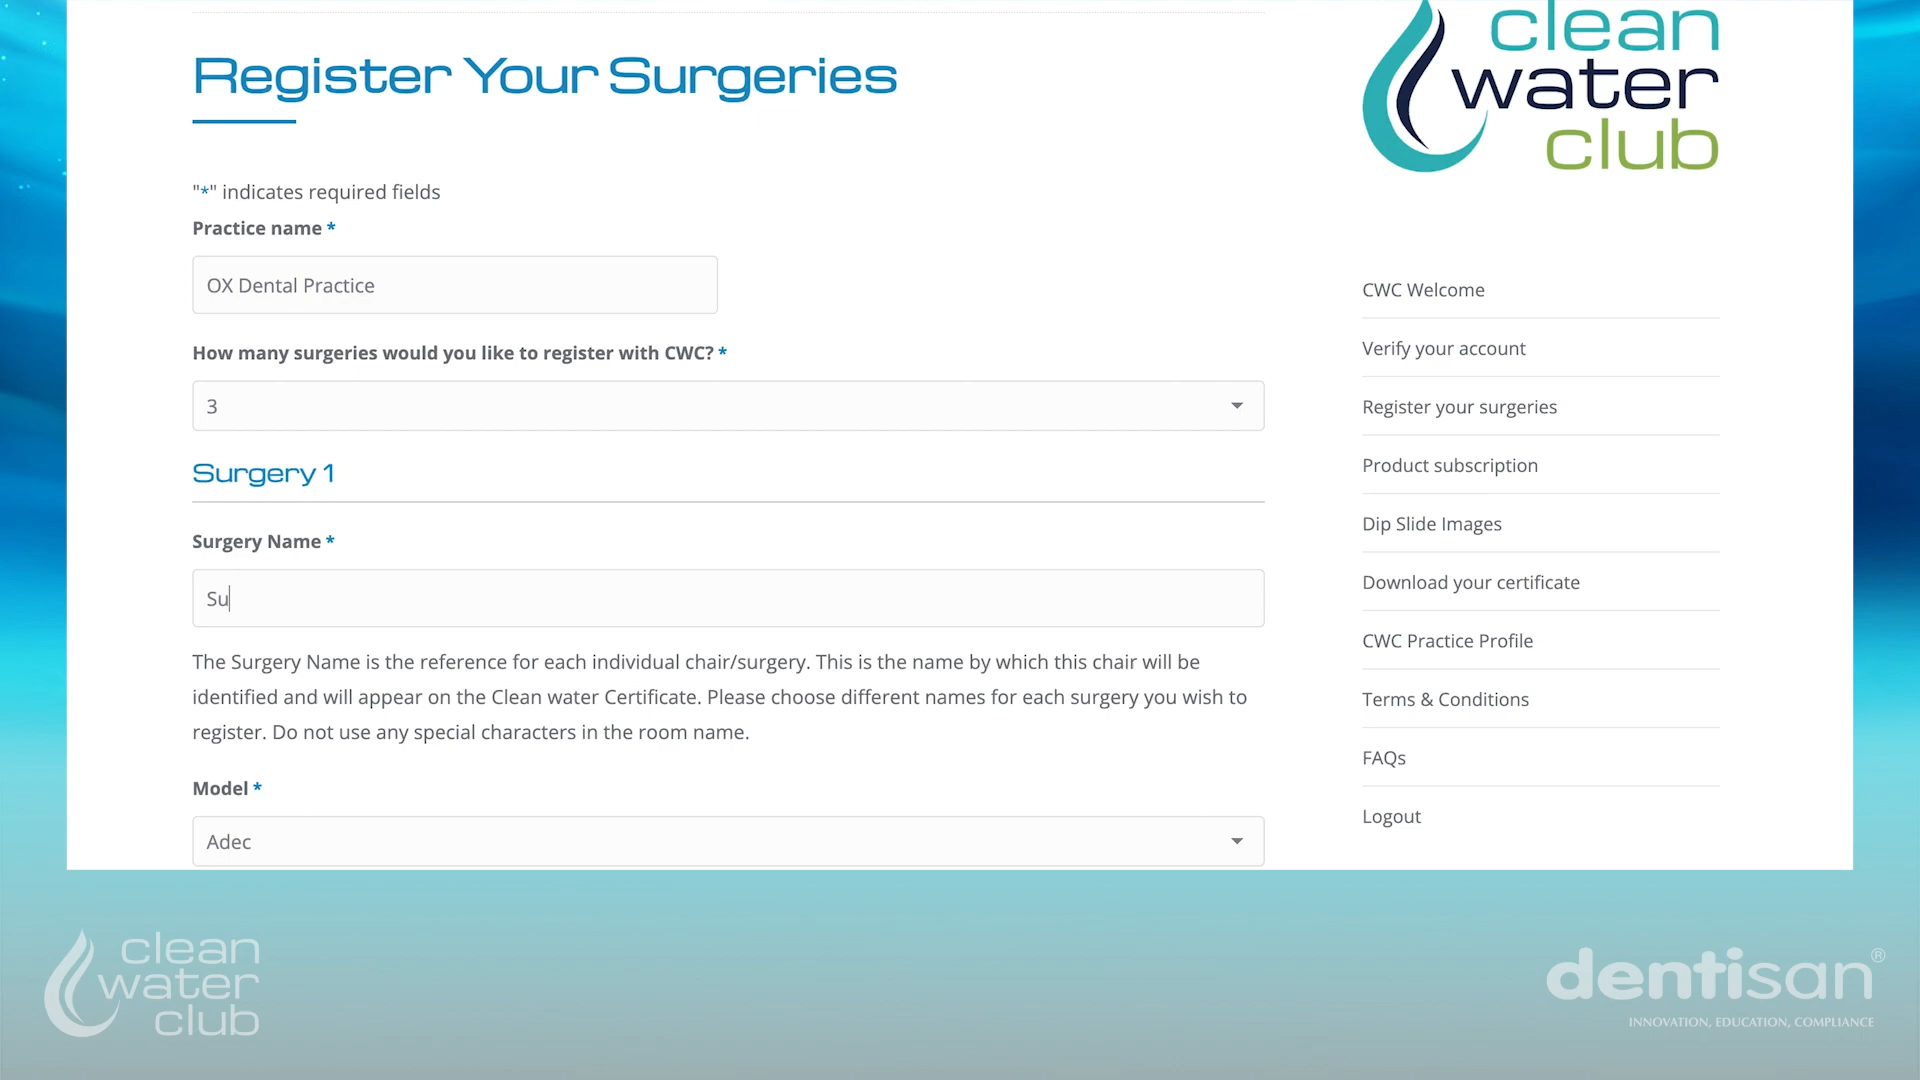 Register Your Surgeries
"*" indicates required fields
Practice name *
OX Dental Practice
How many surgeries would you like to register with CWC? *
3
Surgery 1
Surgery Name *
Su
The Surgery Name is the reference for each individual chair/surgery. This is the name by which this chair will be
identified and will appear on the Clean water Certificate. Please choose different names for each surgery you wish to
register. Do not use any special characters in the room name.
Model *
Adec
clean
water
club
CWC Welcome
Verify your account
Register your surgeries
Product subscription
Dip Slide Images
Download your certificate
CWC Practice Profile
Terms & Conditions
FAQs
Logout
clean
water
club
dentisan®
INNOVATION, EDUCATION, COMPLIANCE